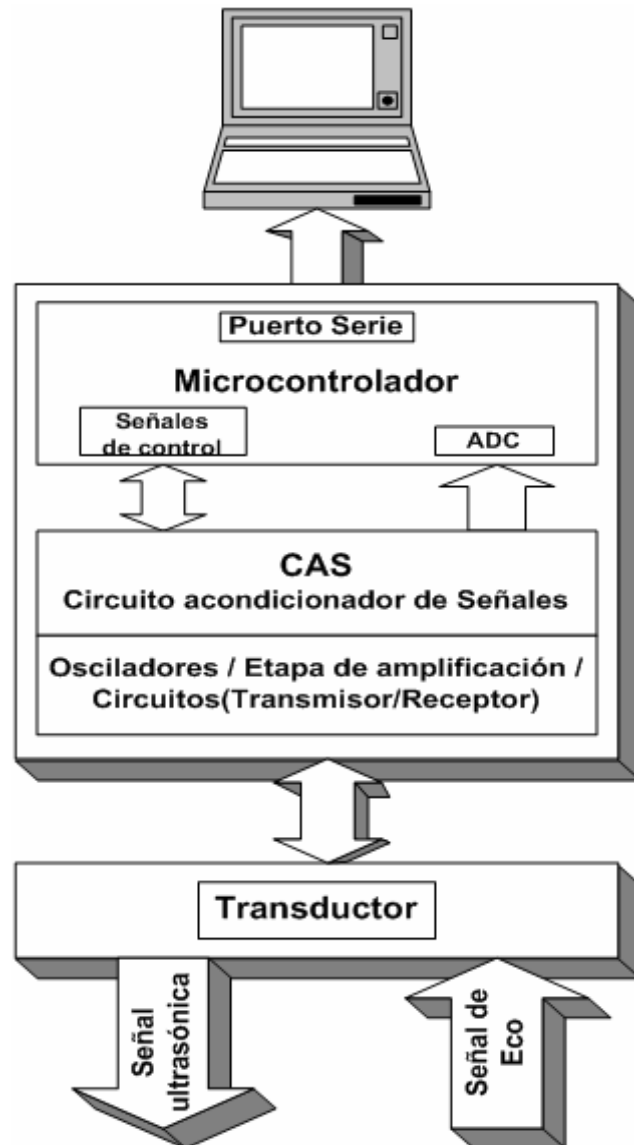 Puerto Serie
Microcontrolador
Señales
de control
ADC
CAS
Circuito acondicionador de Señales
Osciladores / Etapa de amplificación /
Circuitos(Transmisor/Receptor)
Transductor
Señal
ultrasónica
Señal de
Eco